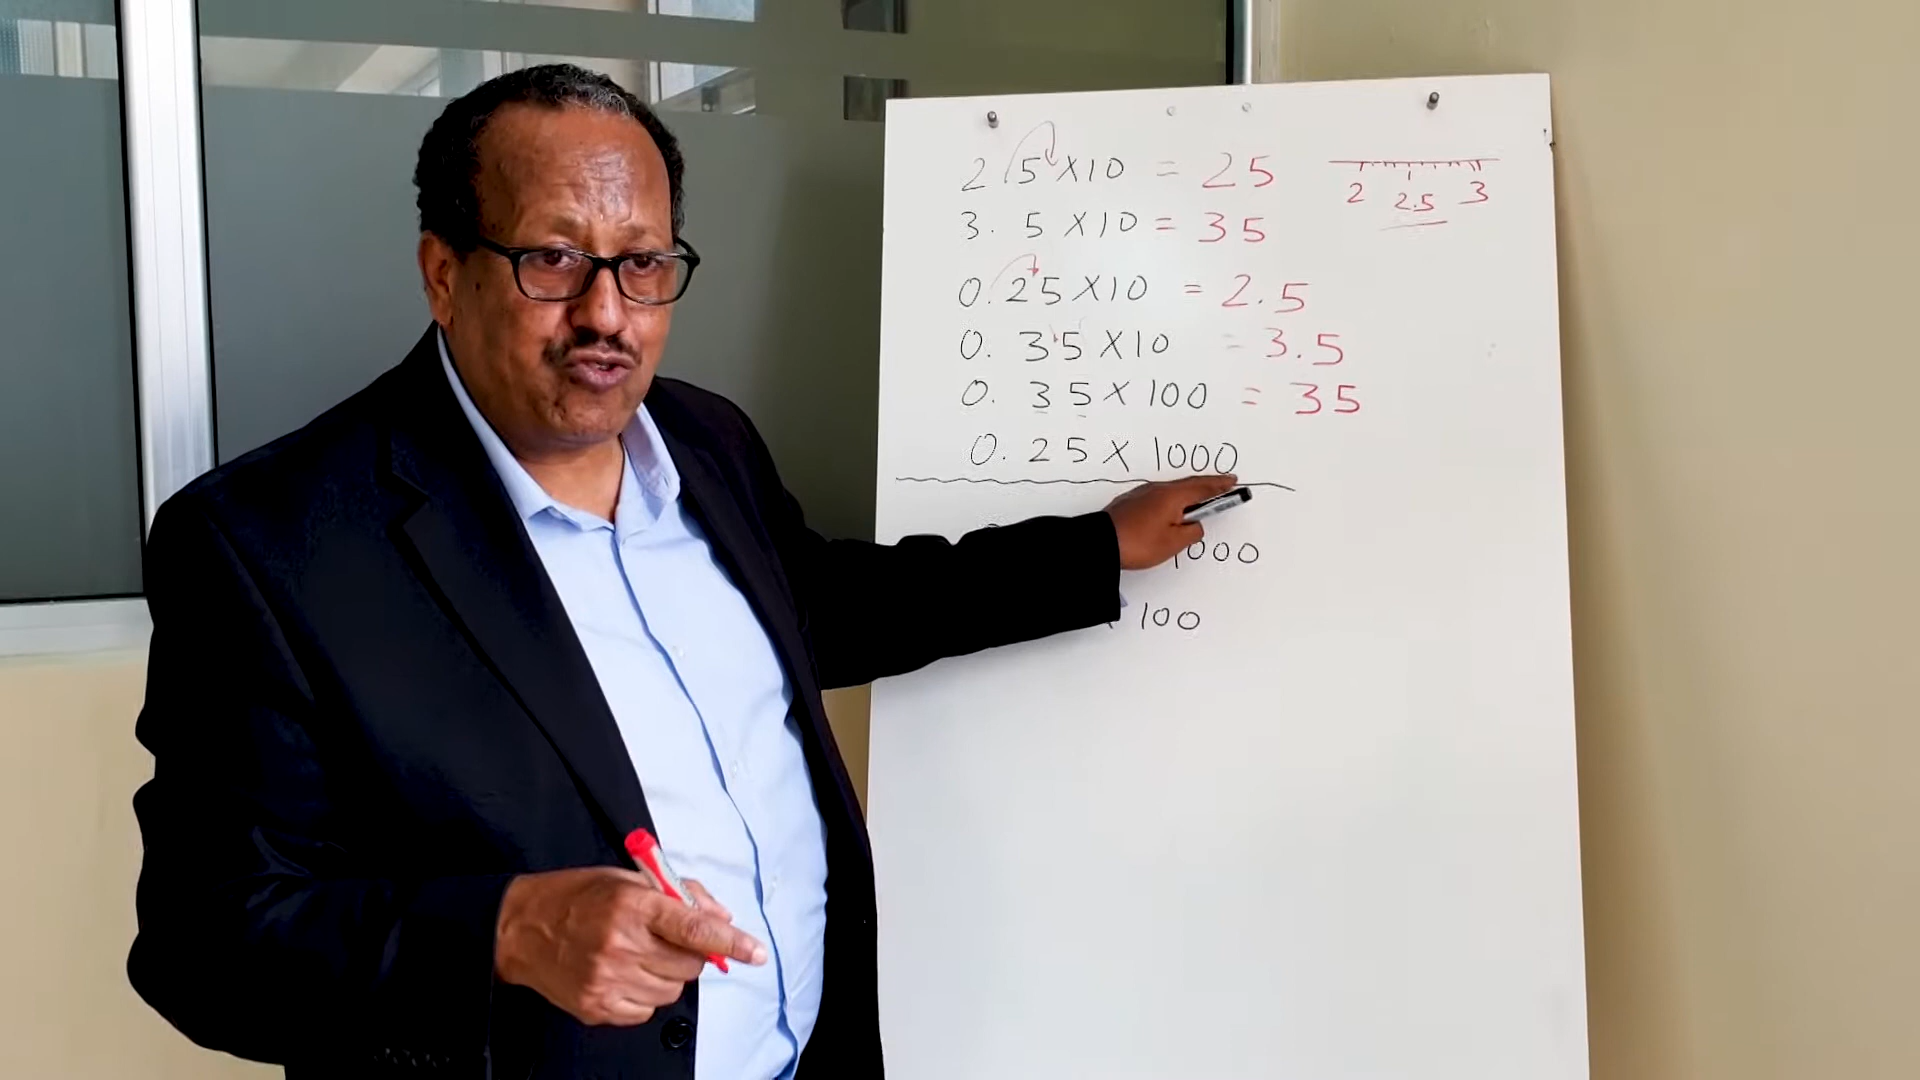 2.5 X 10 = 25
2 2.5 3
3.5 X 10 = 35
0.25 X 10 = 2.5
0.35 X 10 = 3.5
0.35 X 100 = 35
0.25 X 1000
1000
100